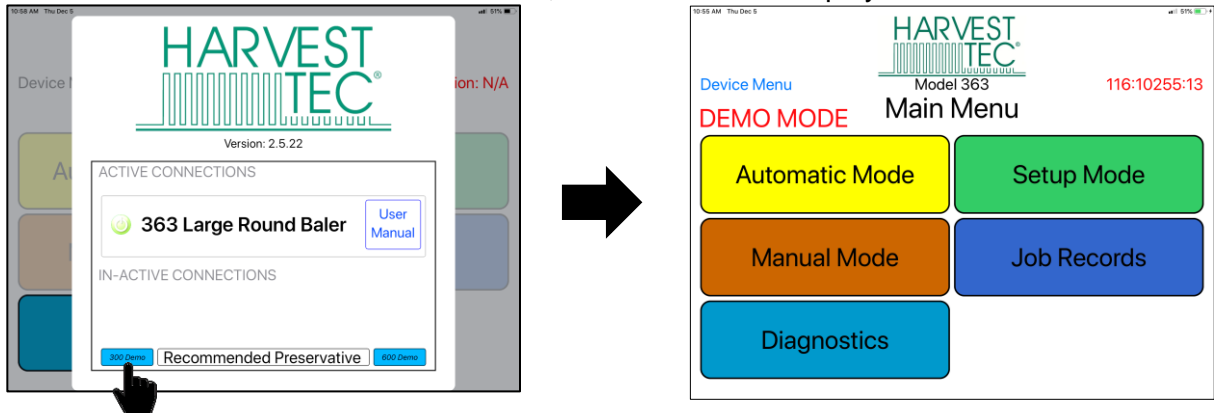 10:58 AM Thu Dec 5
51%
HARVEST
TEC®
Device
ion: N/A
Version: 2.5.22
ACTIVE CONNECTIONS
363 Large Round Baler
User
Manual
IN-ACTIVE CONNECTIONS
300 Demo
Recommended Preservative
600 Demo
10:55 AM Thu Dec 5
51%
HARVEST
TEC®
Device Menu
Model 363
116:10255:13
DEMO MODE
Main Menu
Automatic Mode
Setup Mode
Manual Mode
Job Records
Diagnostics